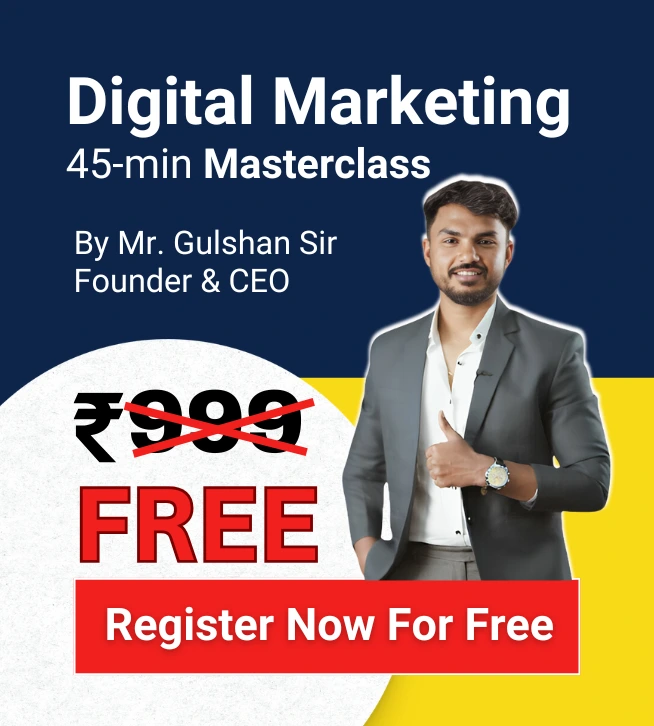 Digital Marketing
45-min Masterclass
By Mr. Gulshan Sir
Founder & CEO
₹999
FREE
Register Now For Free